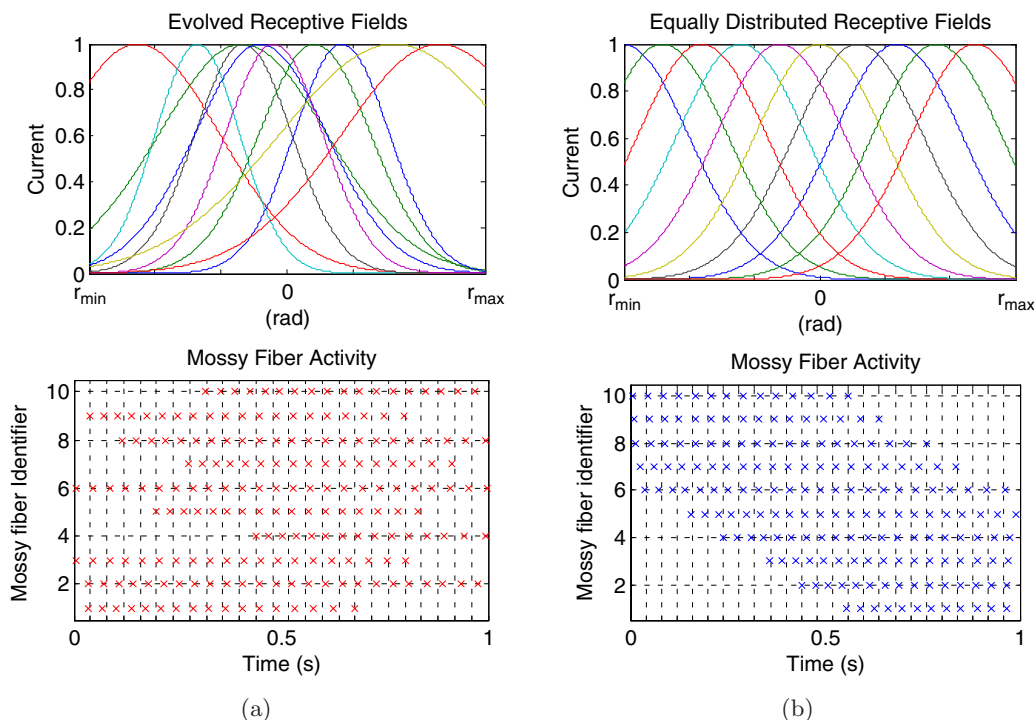 Evolved Receptive Fields
1
0.8
0.6
0.4
0.2
0
Current
r_min
0
r_max
(rad)
Mossy Fiber Activity
10
8
6
4
2
Mossy Fiber Identifier
0
0.5
1
Time (s)
(a)
Equally Distributed Receptive Fields
1
0.8
0.6
0.4
0.2
0
Current
r_min
0
r_max
(rad)
Mossy Fiber Activity
10
8
6
4
2
Mossy fiber identifier
0
0.5
1
Time (s)
(b)